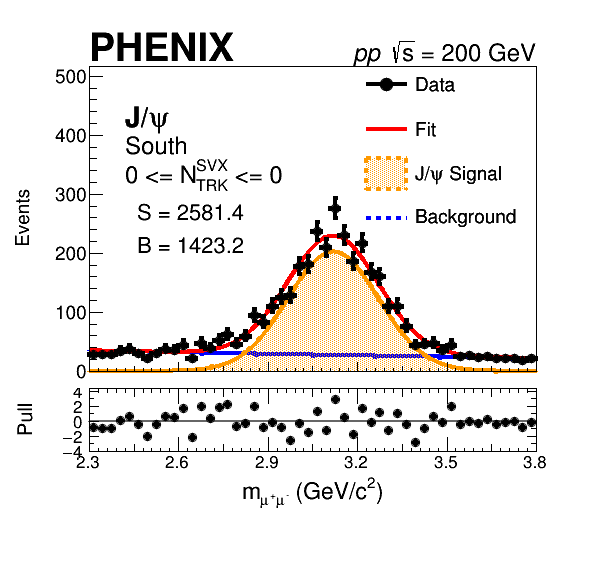 PHENIX
pp √s = 200 GeV
J/ψ
South
0 <= N^SVX_TRK <= 0
S = 2581.4
B = 1423.2
Data
Fit
J/ψ Signal
Background
Events
500
400
300
200
100
0
Pull
4
2
0
−2
−4
2.3 2.6 2.9 3.2 3.5 3.8
m_μ⁺μ⁻ (GeV/c²)